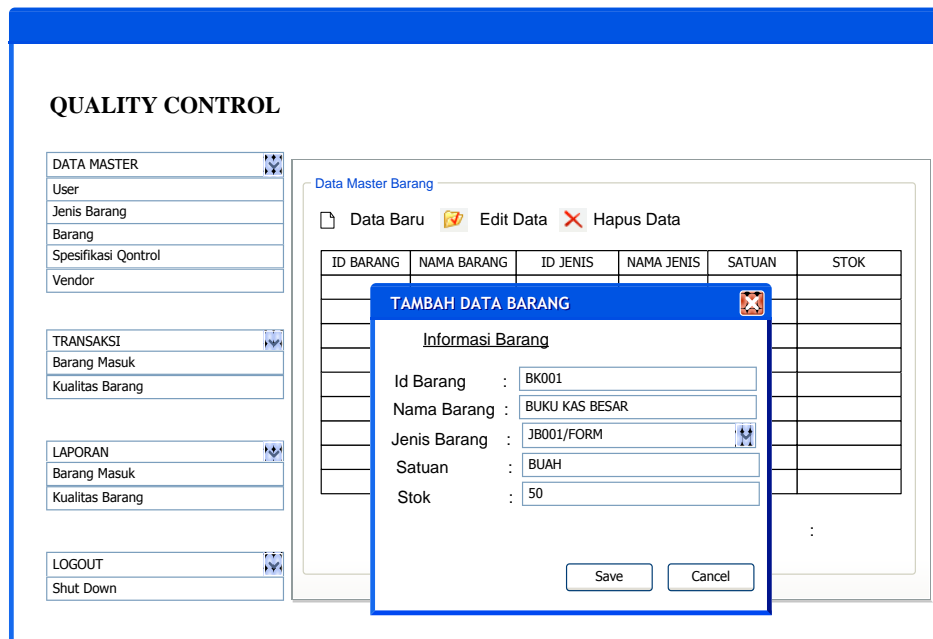 QUALITY CONTROL
DATA MASTER
User
Jenis Barang
Barang
Spesifikasi Qontrol
Vendor
TRANSAKSI
Barang Masuk
Kualitas Barang
LAPORAN
Barang Masuk
Kualitas Barang
LOGOUT
Shut Down
Data Master Barang
Data Baru Edit Data Hapus Data
ID BARANG NAMA BARANG ID JENIS NAMA JENIS SATUAN STOK
TAMBAH DATA BARANG
Informasi Barang
Id Barang : BK001
Nama Barang : BUKU KAS BESAR
Jenis Barang : JB001/FORM
Satuan : BUAH
Stok : 50
:
Save Cancel